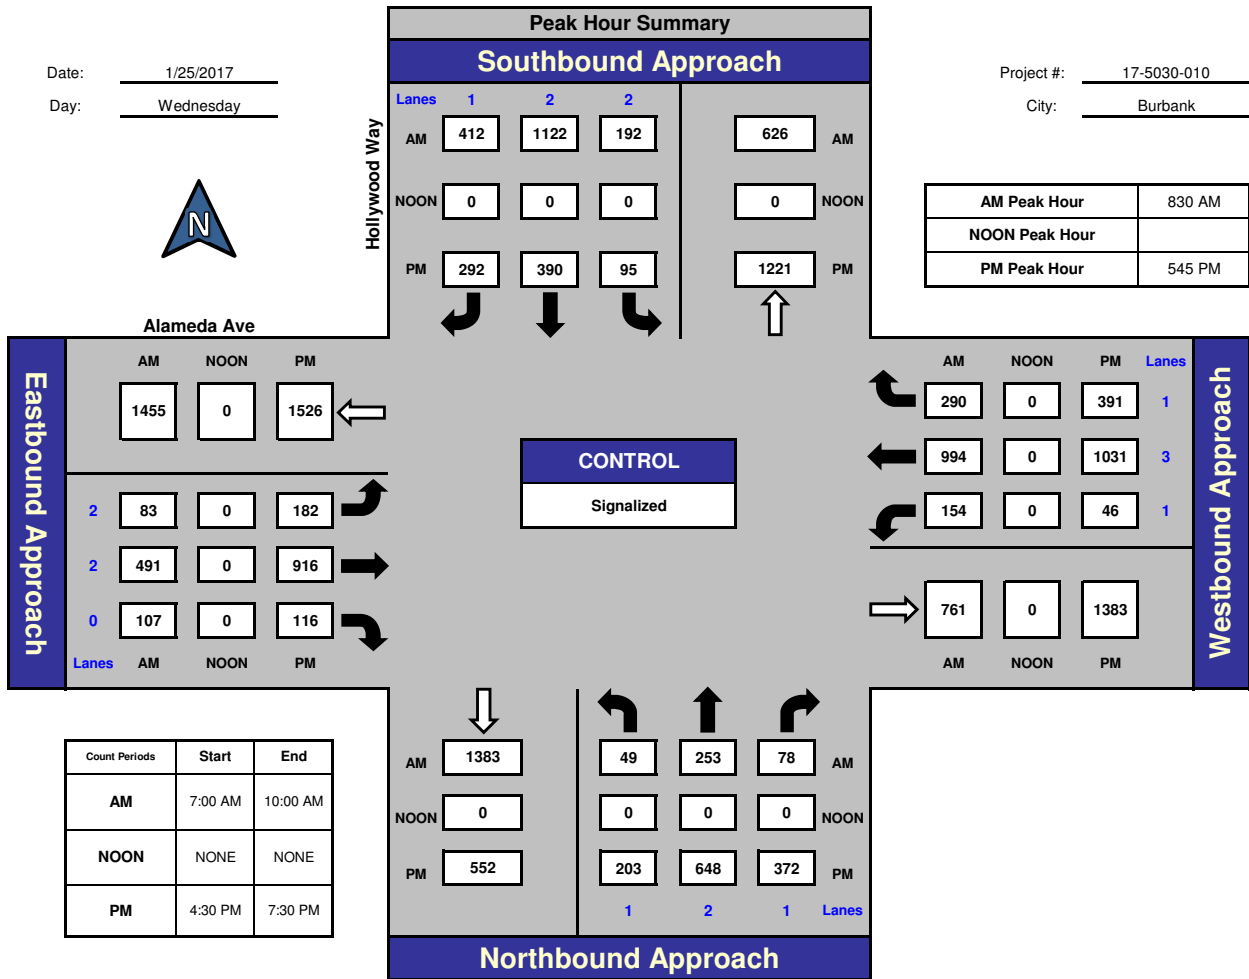 Peak Hour Summary
Southbound Approach
Date: 1/25/2017
Day: Wednesday
Project #: 17-5030-010
City: Burbank
Hollywood Way
Lanes 1 2 2
AM 412 1122 192 626 AM
NOON 0 0 0 0 NOON
PM 292 390 95 1221 PM
N
AM Peak Hour 830 AM
NOON Peak Hour
PM Peak Hour 545 PM
Alameda Ave
Eastbound Approach
AM NOON PM
1455 0 1526
2 83 0 182
2 491 0 916
0 107 0 116
Lanes AM NOON PM
CONTROL
Signalized
AM NOON PM Lanes
290 0 391 1
994 0 1031 3
154 0 46 1
761 0 1383
AM NOON PM
Westbound Approach
Count Periods Start End
AM 7:00 AM 10:00 AM
NOON NONE NONE
PM 4:30 PM 7:30 PM
AM 1383 49 253 78 AM
NOON 0 0 0 0 NOON
PM 552 203 648 372 PM
1 2 1 Lanes
Northbound Approach